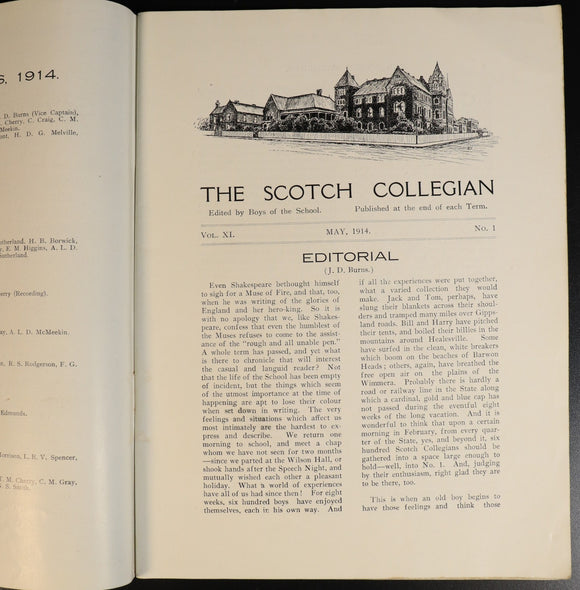 S, 1914.
D. Burns (Vice Captain),
Cherry, C. Craig, C. M.
Meekin.
oot, H. D. G. Melville,
utherland, H. B. Borwick,
y, F. M. Higgins, A. L. D.
Sutherland.
erry (Recording).
ay, A. L. D. McMeekin.
n, R. S. Rodgerson, F. G.
Edmunds.
Morrison, L. R. V. Spencer,
T. M. Cherry, C. M. Gray,
S. Smith.
THE SCOTCH COLLEGIAN
Edited by Boys of the School. Published at the end of each Term.
VOL. XI. MAY, 1914. No. 1
EDITORIAL
(J. D. Burns.)
Even Shakespeare bethought himself
to sigh for a Muse of Fire, and that, too,
when he was writing of the glories of
England and her hero-king. So it is
with no apology that we, like Shakes-
peare, confess that even the humblest of
the Muses refuses to come to the assist-
ance of the "rough and all unable pen."
A whole term has passed, and yet what
is there to chronicle that will interest
the casual and languid reader? Not
that the life of the School has been empty
of incident, but the things which seem
of the utmost importance at the time of
happening are apt to lose their colour
when set down in writing. The very
feelings and situations which affect us
most intimately are the hardest to ex-
press and describe. We return one
morning to school, and meet a chap
whom we have not seen for two months
—since we parted at the Wilson Hall, or
shook hands after the Speech Night, and
mutually wished each other a pleasant
holiday. What a world of experiences
have all of us had since then! For eight
weeks, six hundred boys have enjoyed
themselves, each in his own way. And
if all the experiences were put together,
what a varied collection they would
make. Jack and Tom, perhaps, have
slung their blankets across their shoul-
ders and tramped many miles over Gipps-
land roads. Bill and Harry have pitched
their tents, and boiled their billies in the
mountains around Healesville. Some
have surfed in the clean, white breakers
which boom on the beaches of Barwon
Heads; others, again, have breathed the
free open air on the plains of the
Wimmera. Probably there is hardly a
road or railway line in the State along
which a cardinal, gold and blue cap has
not passed during the eventful eight
weeks of the long vacation. And it is
wonderful to think that upon a certain
morning in February, from every quar-
ter of the State, yes, and beyond it, six
hundred Scotch Collegians should be
gathered into a space large enough to
hold—well, into No. 1. And, judging
by their enthusiasm, right glad they are
to be there, too.
This is when an old boy begins to
have those feelings and think those